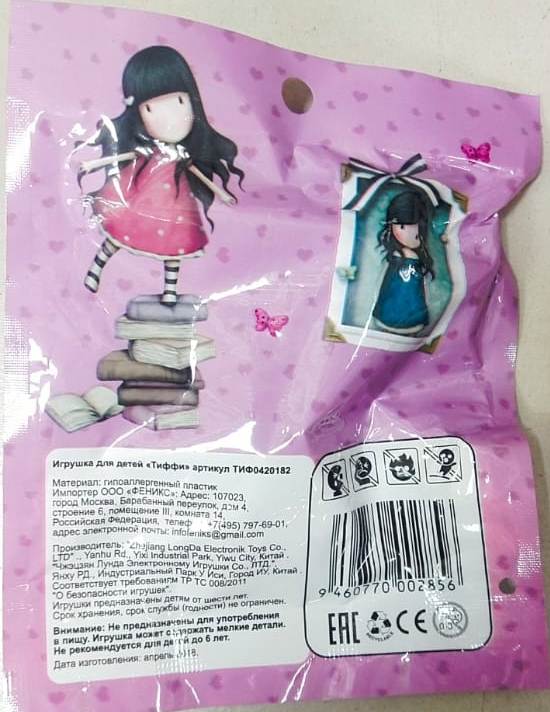 Игрушка для детей «Тиффи» артикул ТИФ0420182
Материал: гипоаллергенный пластик
Импортер ООО «ФЕНИКС»: Адрес: 107023,
город Москва, Барабанный переулок, дом 4,
строение 6, помещение III, комната 14,
Российская Федерация, +7(495) 797-69-01,
адрес электронной почты: infofeniks@gmail.com
Производитель: "Zhejiang LongDa Electronik Toys Co.,
LTD" ., Yanhu Rd., Yixi Industrial Park, Yiwu City, Китай .
"Чжэцзян Лунда Электроникy Игрушки Co., ЛТД."
Янху РД., Индустриальный Парк У Иси, Город ИУ, Китай .
Соответствует требованиям ТР ТС 008/2011
"О безопасности игрушек".
Игрушки предназначены детям от шести лет.
Срок хранения, срок службы (годности) не ограничен.
Внимание: Не предназначены для употребления
в пищу. Игрушка может содержать мелкие детали.
Не рекомендуется для детей до 6 лет.
Дата изготовления: апрель
9 460770 002856
EAC CE